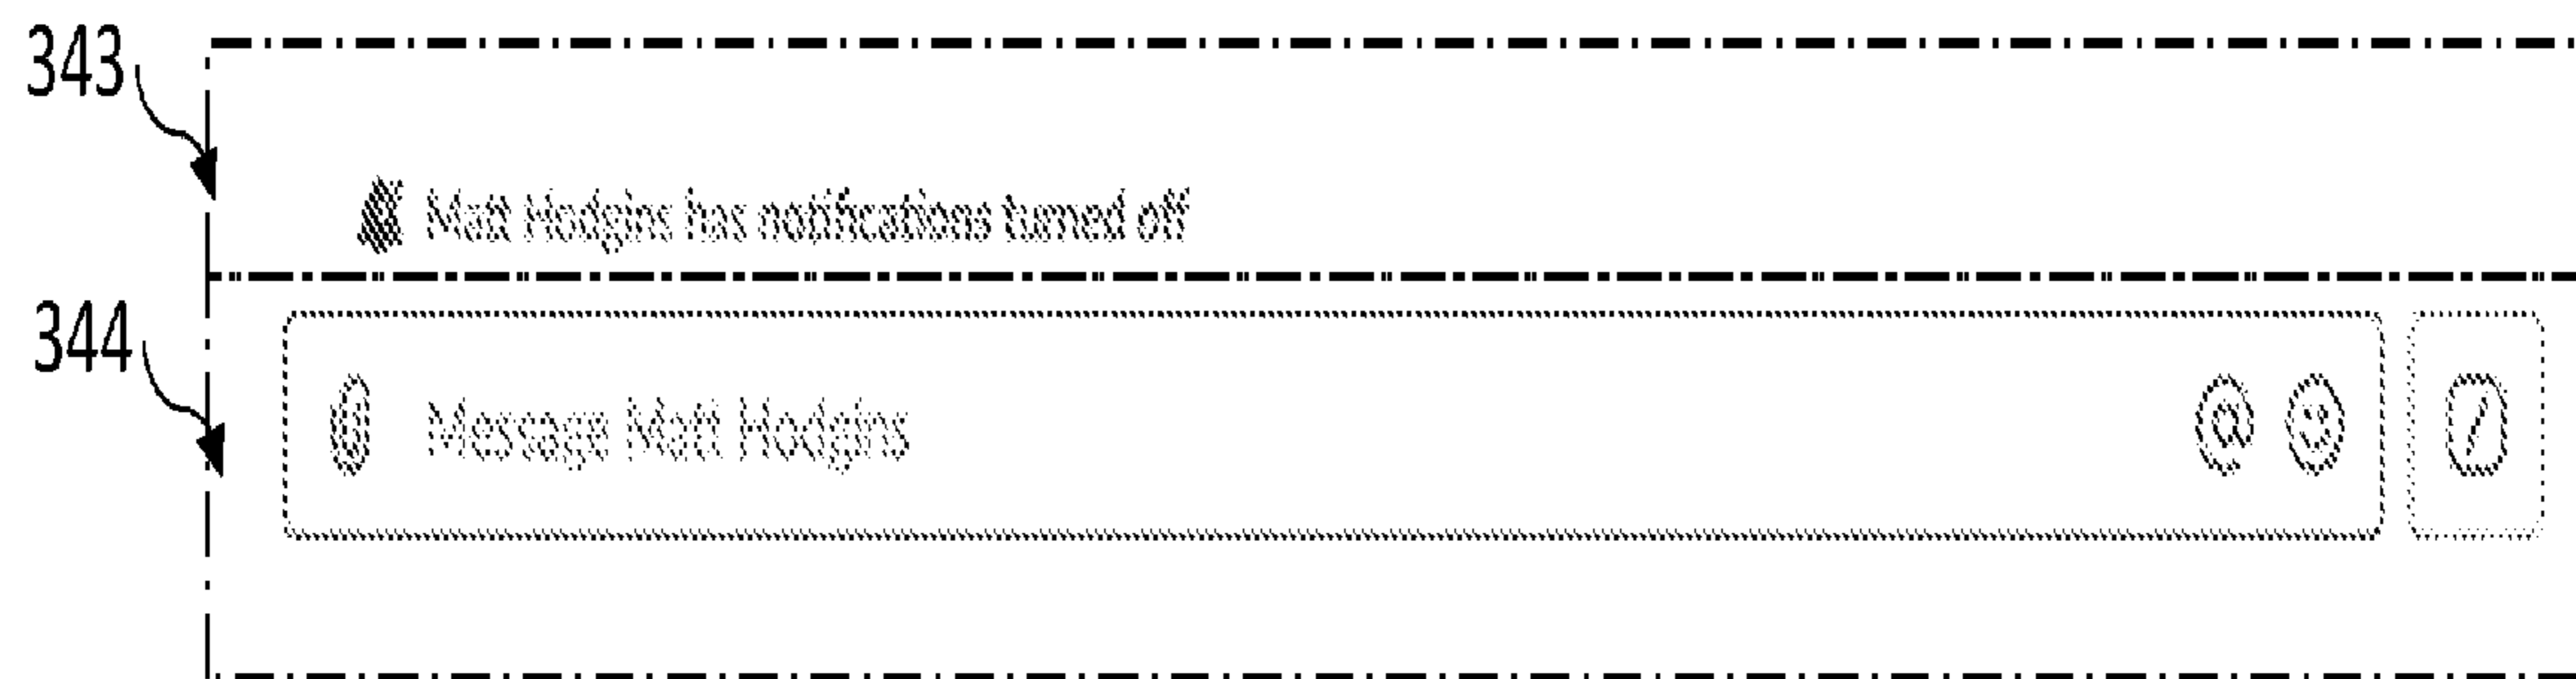 343
Matt Hodgins has notifications turned off
344
Message Matt Hodgins @